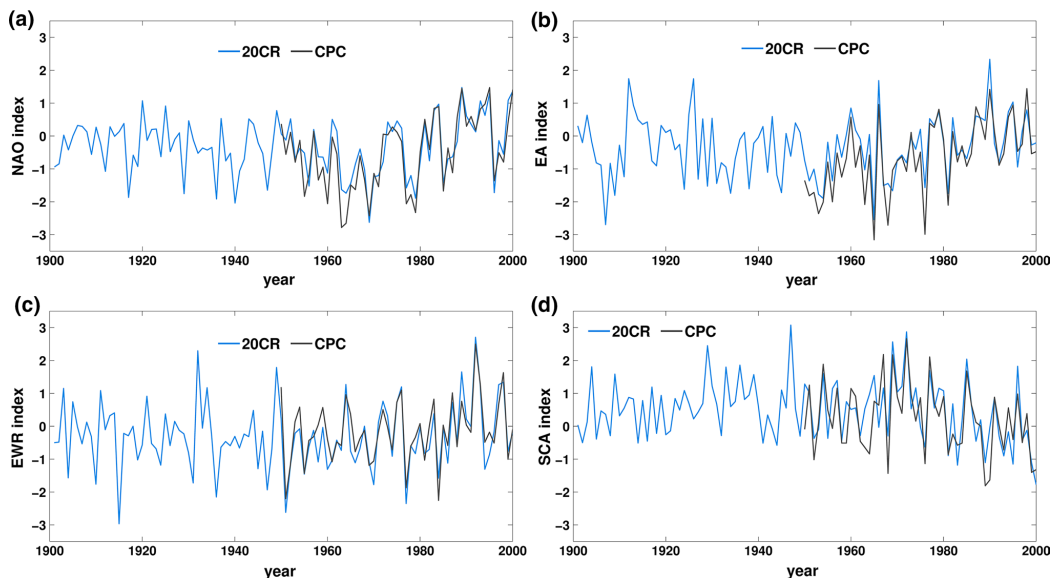 (a)
20CR CPC
NAO index
3
2
1
0
−1
−2
−3
1900 1920 1940 1960 1980 2000
year
(b)
20CR CPC
EA index
3
2
1
0
−1
−2
−3
1900 1920 1940 1960 1980 2000
year
(c)
20CR CPC
EWR index
3
2
1
0
−1
−2
−3
1900 1920 1940 1960 1980 2000
year
(d)
20CR CPC
SCA index
3
2
1
0
−1
−2
−3
1900 1920 1940 1960 1980 2000
year